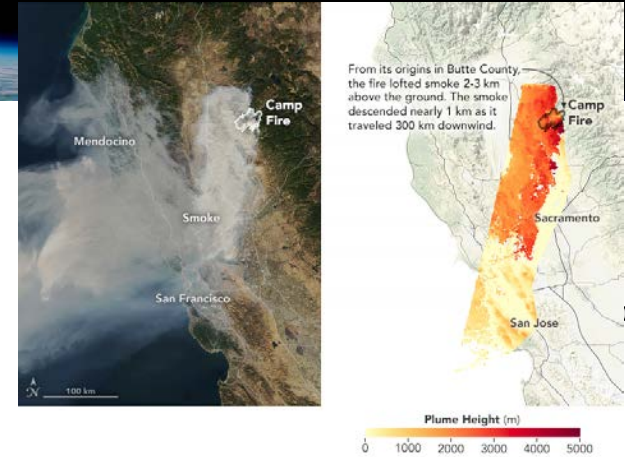 Camp
Fire
Mendocino
Smoke
San Francisco
N
100 km
From its origins in Butte County,
the fire lofted smoke 2-3 km
above the ground. The smoke
descended nearly 1 km as it
traveled 300 km downwind.
Camp
Fire
Sacramento
San Jose
Plume Height (m)
0 1000 2000 3000 4000 5000